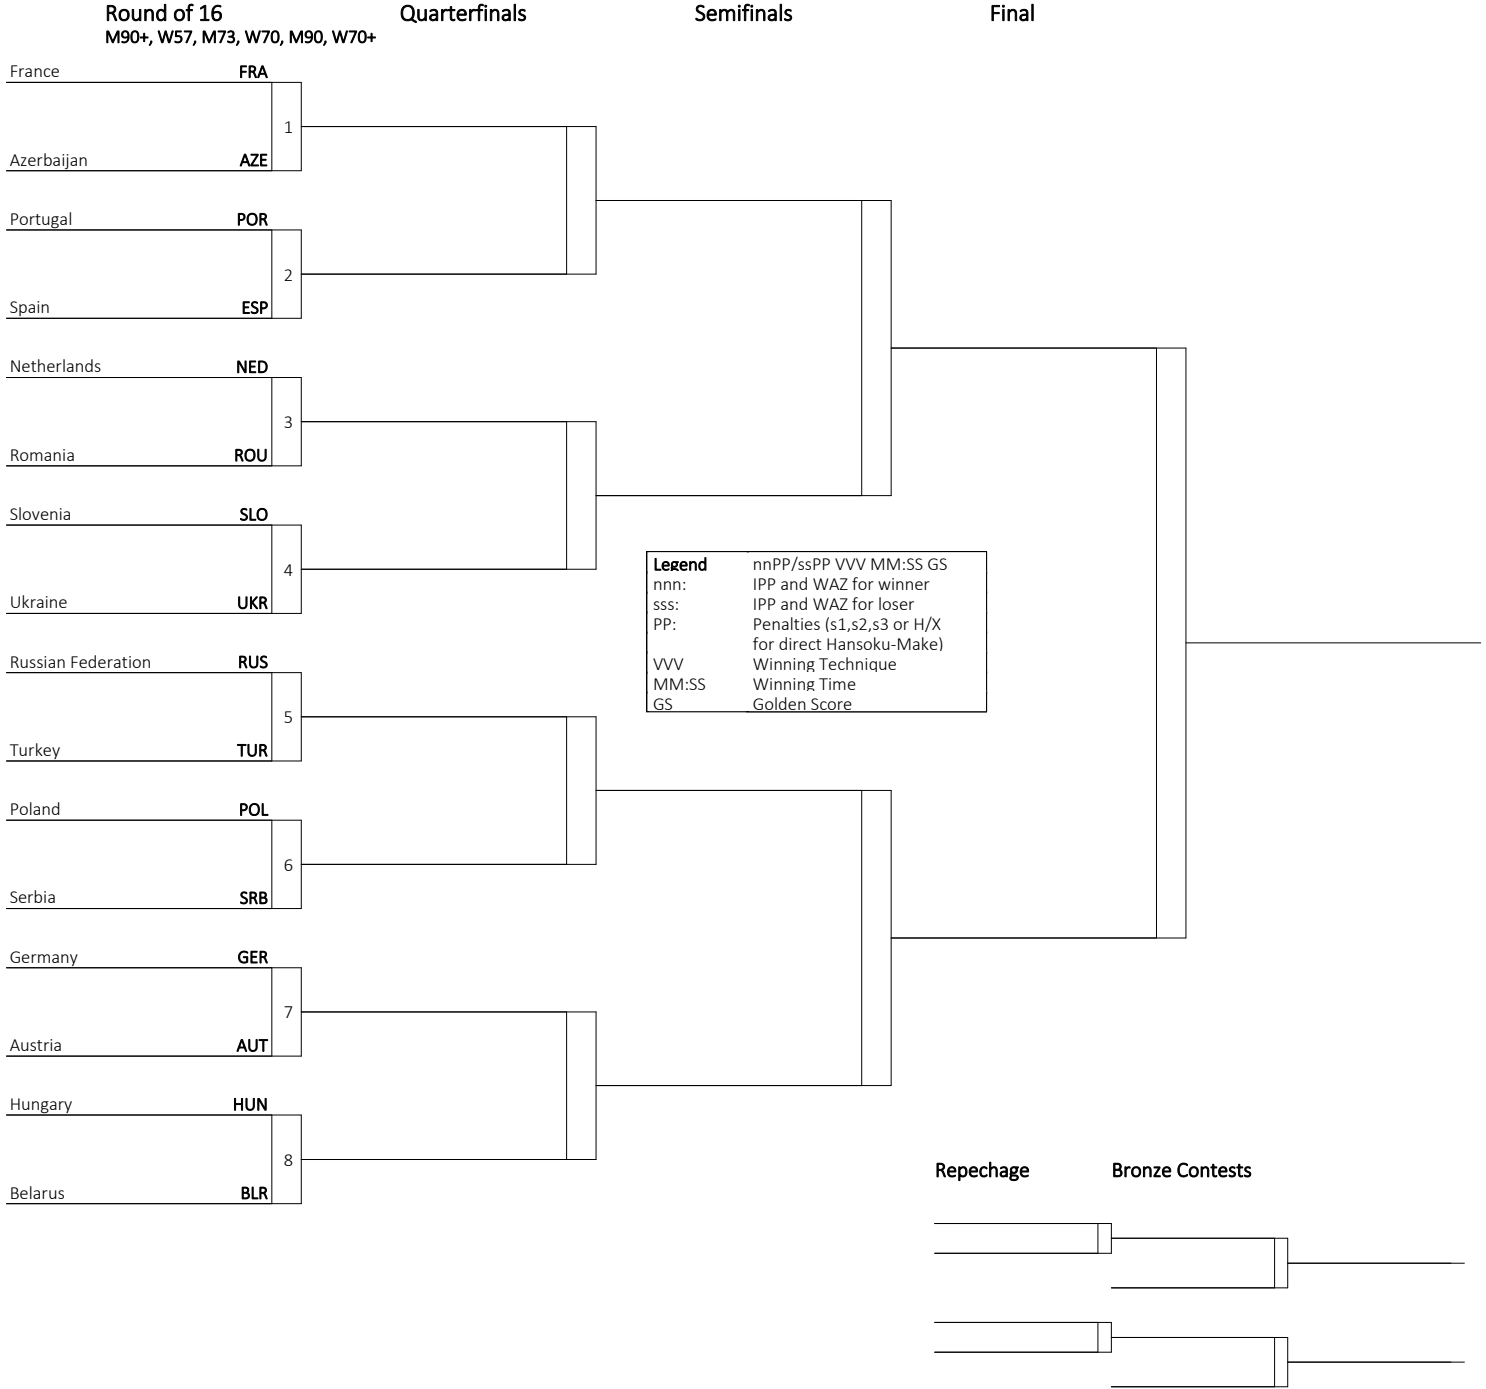 Round of 16 Quarterfinals Semifinals Final
M90+, W57, M73, W70, M90, W70+
France FRA
1
Azerbaijan AZE
Portugal POR
2
Spain ESP
Netherlands NED
3
Romania ROU
Slovenia SLO
4
Ukraine UKR
Legend nnPP/ssPP VVV MM:SS GS
nnn: IPP and WAZ for winner
sss: IPP and WAZ for loser
PP: Penalties (s1,s2,s3 or H/X
for direct Hansoku-Make)
VVV Winning Technique
MM:SS Winning Time
GS Golden Score
Russian Federation RUS
5
Turkey TUR
Poland POL
6
Serbia SRB
Germany GER
7
Austria AUT
Hungary HUN
8
Belarus BLR
Repechage Bronze Contests